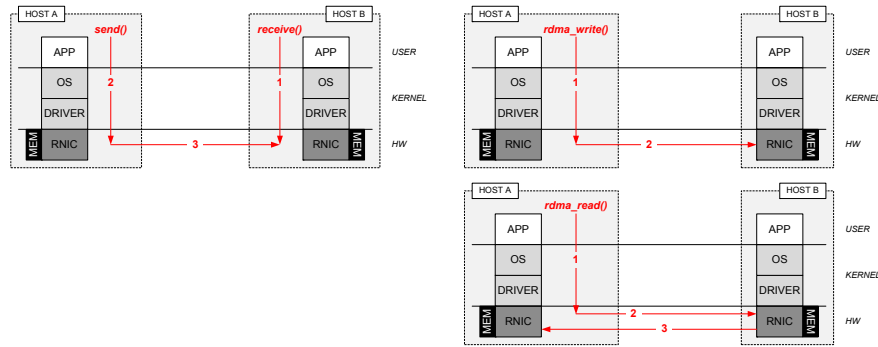 HOST A HOST B HOST A HOST B
send() receive() rdma_write()
APP APP USER APP APP USER
OS 2 1 OS OS 1 OS
KERNEL KERNEL
DRIVER DRIVER DRIVER DRIVER
MEM RNIC 3 RNIC MEM HW MEM RNIC 2 RNIC MEM HW
HOST A HOST B
rdma_read()
APP APP USER
OS 1 OS
KERNEL
DRIVER DRIVER
MEM RNIC 2 3 RNIC MEM HW